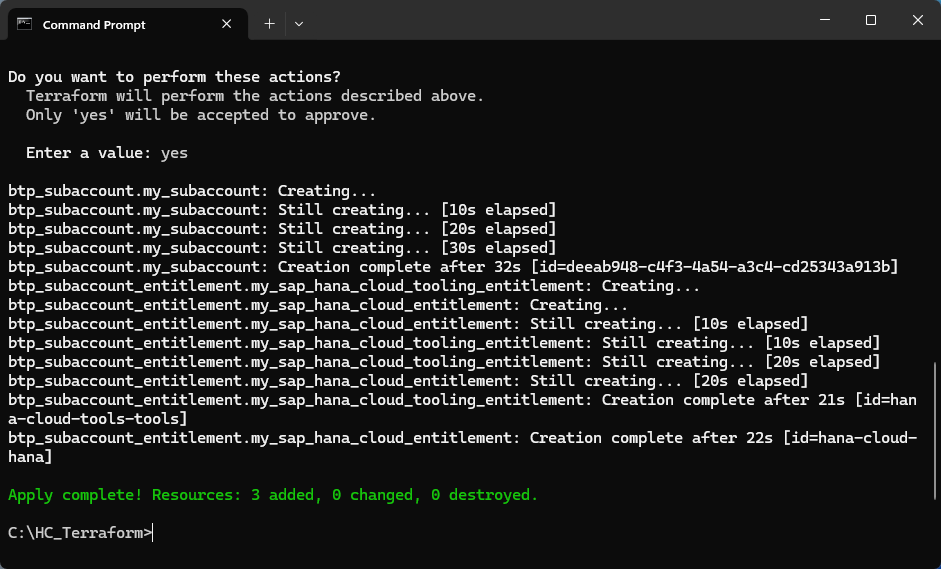 Command Prompt
Do you want to perform these actions?
Terraform will perform the actions described above.
Only 'yes' will be accepted to approve.
Enter a value: yes
btp_subaccount.my_subaccount: Creating...
btp_subaccount.my_subaccount: Still creating... [10s elapsed]
btp_subaccount.my_subaccount: Still creating... [20s elapsed]
btp_subaccount.my_subaccount: Still creating... [30s elapsed]
btp_subaccount.my_subaccount: Creation complete after 32s [id=deeab948-c4f3-4a54-a3c4-cd25343a913b]
btp_subaccount_entitlement.my_sap_hana_cloud_tooling_entitlement: Creating...
btp_subaccount_entitlement.my_sap_hana_cloud_entitlement: Creating...
btp_subaccount_entitlement.my_sap_hana_cloud_entitlement: Still creating... [10s elapsed]
btp_subaccount_entitlement.my_sap_hana_cloud_tooling_entitlement: Still creating... [10s elapsed]
btp_subaccount_entitlement.my_sap_hana_cloud_tooling_entitlement: Still creating... [20s elapsed]
btp_subaccount_entitlement.my_sap_hana_cloud_entitlement: Still creating... [20s elapsed]
btp_subaccount_entitlement.my_sap_hana_cloud_tooling_entitlement: Creation complete after 21s [id=han
a-cloud-tools-tools]
btp_subaccount_entitlement.my_sap_hana_cloud_entitlement: Creation complete after 22s [id=hana-cloud-
hana]
Apply complete! Resources: 3 added, 0 changed, 0 destroyed.
C:\HC_Terraform>